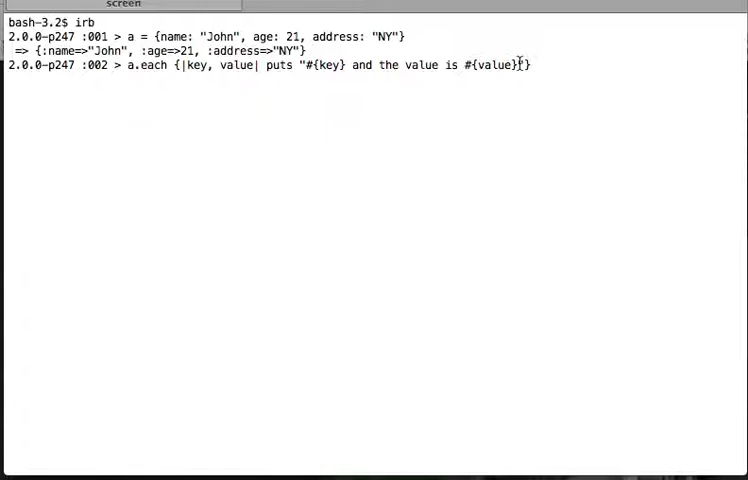 screen
bash-3.2$ irb
2.0.0-p247 :001 > a = {name: "John", age: 21, address: "NY"}
=> {:name=>"John", :age=>21, :address=>"NY"}
2.0.0-p247 :002 > a.each {|key, value| puts "#{key} and the value is #{value}"}